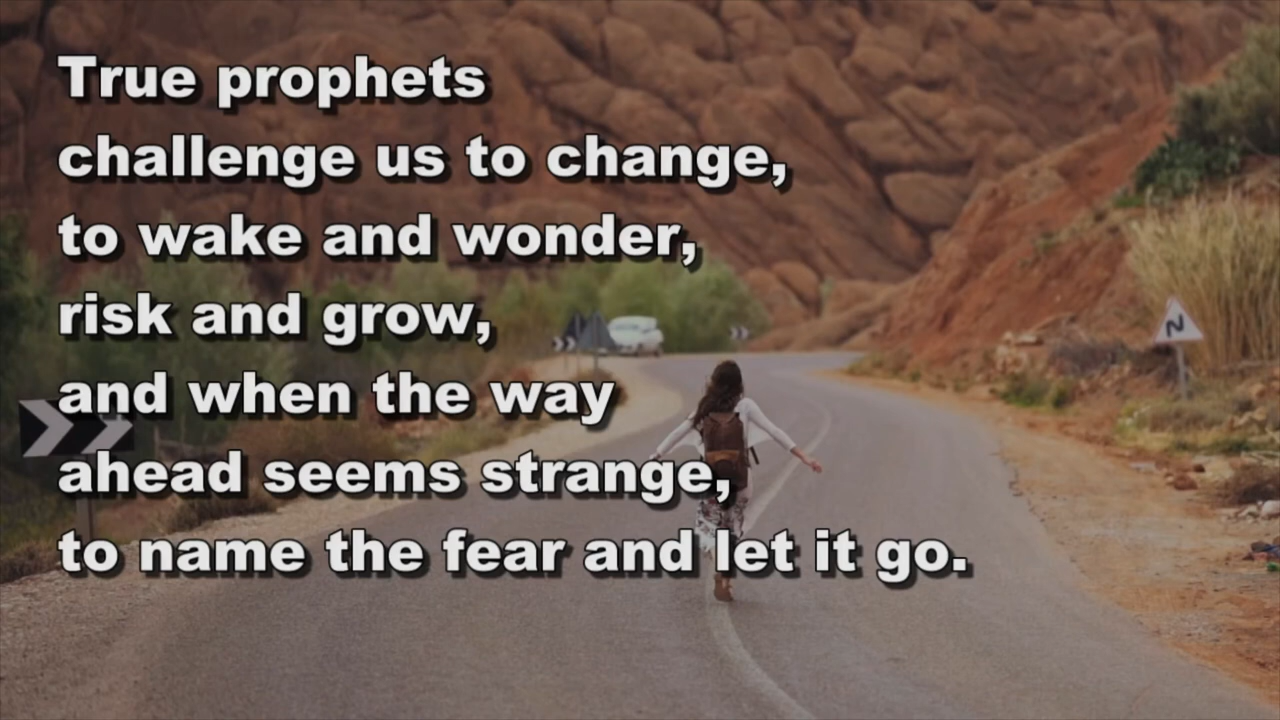 True prophets
challenge us to change,
to wake and wonder,
risk and grow,
and when the way
ahead seems strange,
to name the fear and let it go.